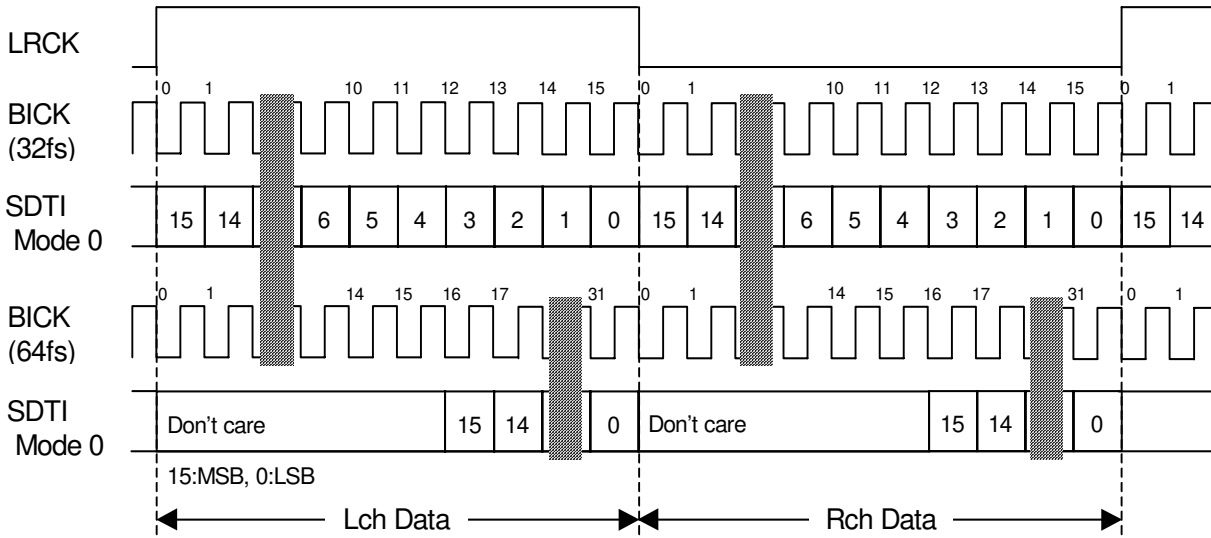 LRCK
0 1 10 11 12 13 14 15 0 1 10 11 12 13 14 15 0 1
BICK
(32fs)
SDTI
Mode 0
15 14 6 5 4 3 2 1 0 15 14 6 5 4 3 2 1 0 15 14
0 1 14 15 16 17 31 0 1 14 15 16 17 31 0 1
BICK
(64fs)
SDTI
Mode 0
Don't care 15 14 0 Don't care 15 14 0
15:MSB, 0:LSB
Lch Data Rch Data